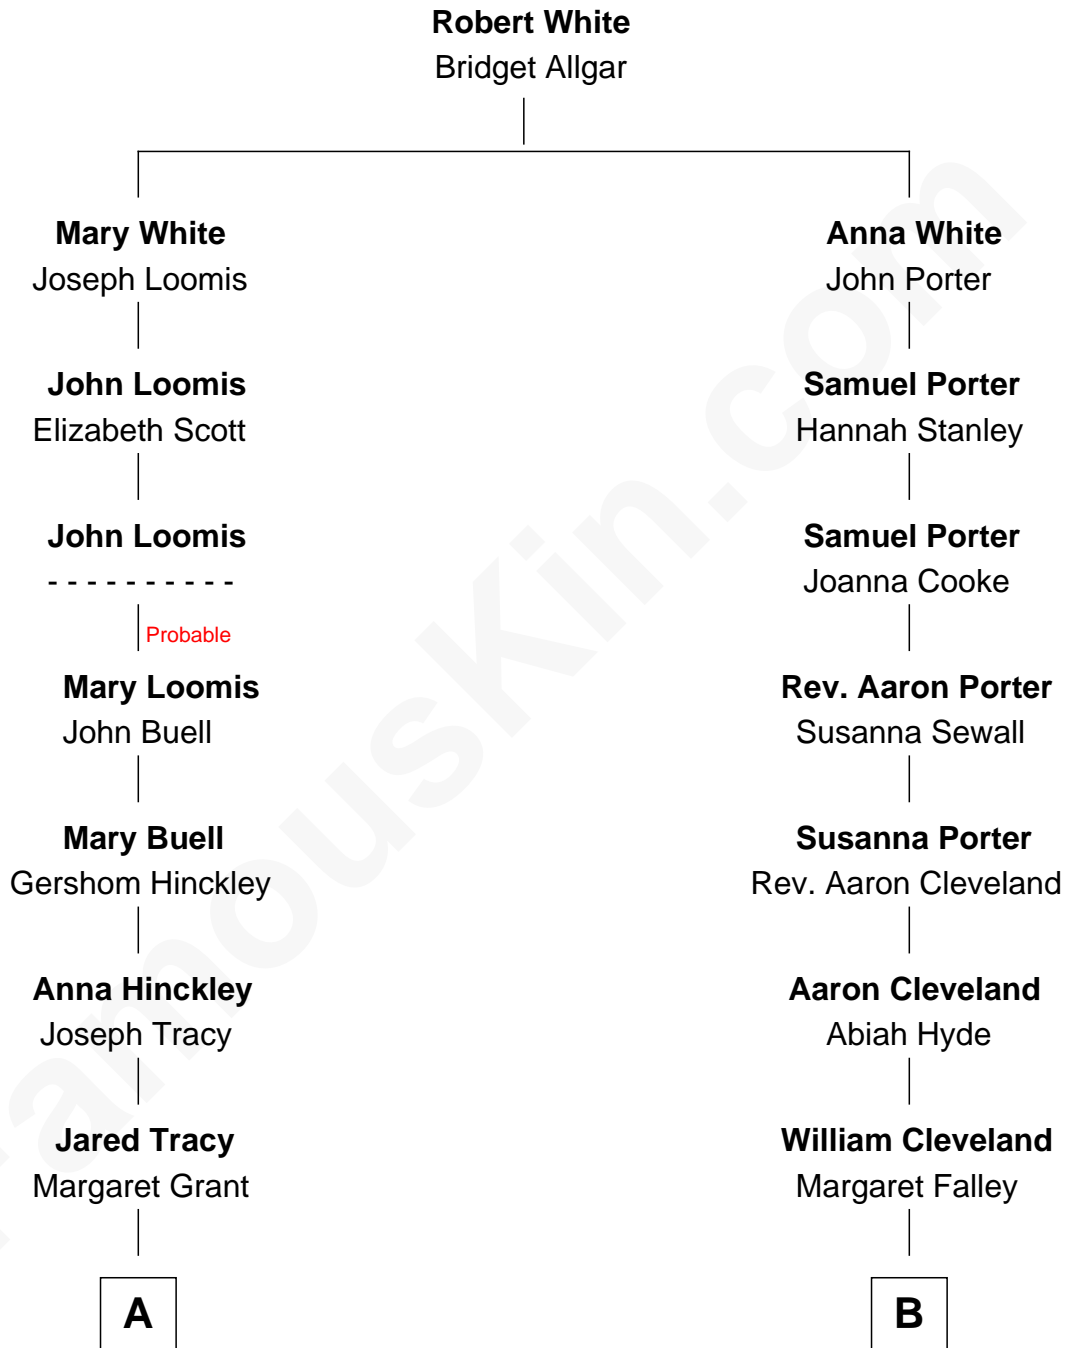 Robert White
Bridget Allgar
Mary White
Joseph Loomis
Anna White
John Porter
John Loomis
Elizabeth Scott
Samuel Porter
Hannah Stanley
John Loomis
- - - - - - - - - -
Samuel Porter
Joanna Cooke
Probable
Mary Loomis
John Buell
Rev. Aaron Porter
Susanna Sewall
Mary Buell
Gershom Hinckley
Susanna Porter
Rev. Aaron Cleveland
Anna Hinckley
Joseph Tracy
Aaron Cleveland
Abiah Hyde
Jared Tracy
Margaret Grant
William Cleveland
Margaret Falley
A
B
FamousKin.com